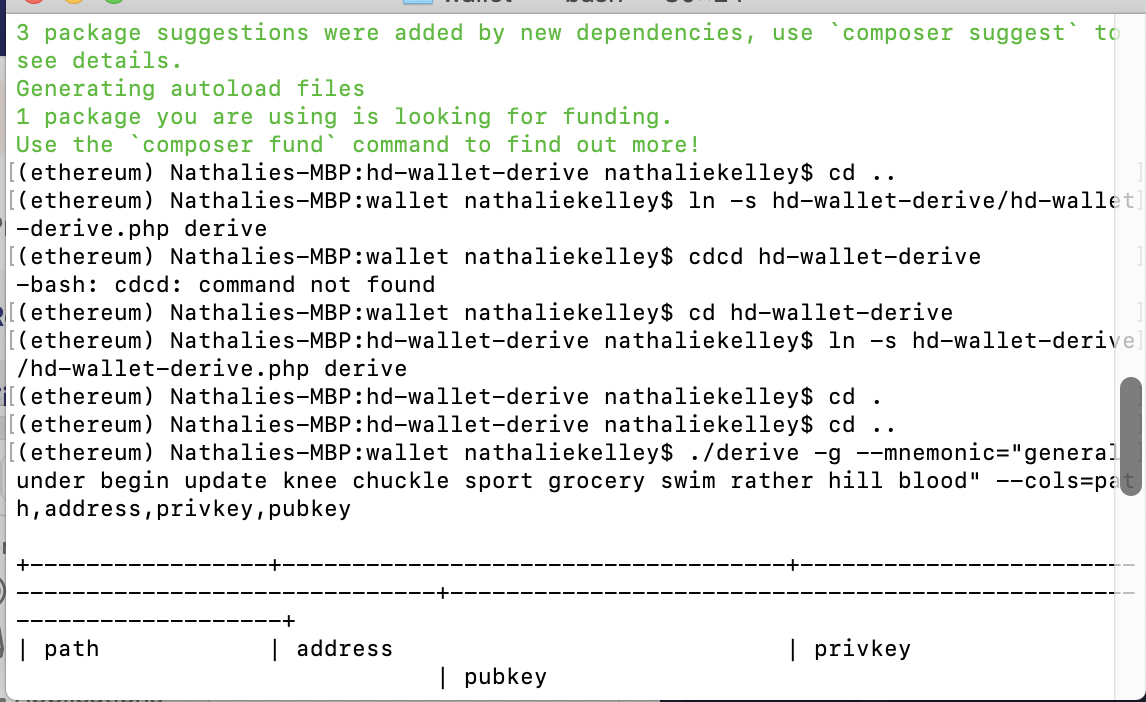 3 package suggestions were added by new dependencies, use `composer suggest` to
see details.
Generating autoload files
1 package you are using is looking for funding.
Use the `composer fund` command to find out more!
[(ethereum) Nathalies-MBP:hd-wallet-derive nathaliekelley$ cd .. ]
[(ethereum) Nathalies-MBP:wallet nathaliekelley$ ln -s hd-wallet-derive/hd-wallet]
-derive.php derive
[(ethereum) Nathalies-MBP:wallet nathaliekelley$ cdcd hd-wallet-derive ]
-bash: cdcd: command not found
[(ethereum) Nathalies-MBP:wallet nathaliekelley$ cd hd-wallet-derive ]
[(ethereum) Nathalies-MBP:hd-wallet-derive nathaliekelley$ ln -s hd-wallet-derive]
/hd-wallet-derive.php derive
[(ethereum) Nathalies-MBP:hd-wallet-derive nathaliekelley$ cd . ]
[(ethereum) Nathalies-MBP:hd-wallet-derive nathaliekelley$ cd .. ]
[(ethereum) Nathalies-MBP:wallet nathaliekelley$ ./derive -g --mnemonic="general
under begin update knee chuckle sport grocery swim rather hill blood" --cols=pat
h,address,privkey,pubkey
+-----------------+------------------------------------+------------------------
------------------------------+-------------------------------------------------
-------------------+
| path            | address                            | privkey
                              | pubkey